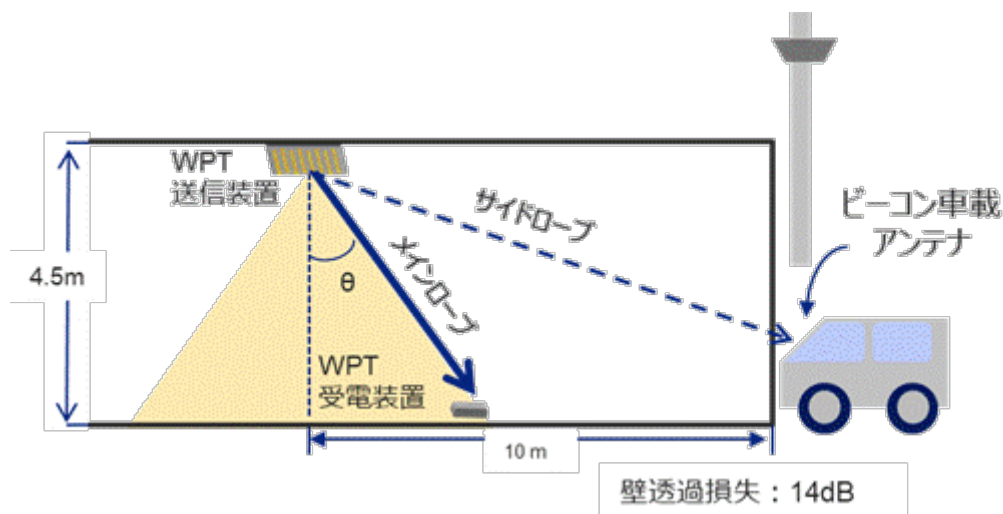 WPT
送信装置
サイドローブ
ビーコン車載
アンテナ
4.5m
θ
メインローブ
WPT
受電装置
10 m
壁透過損失：14dB